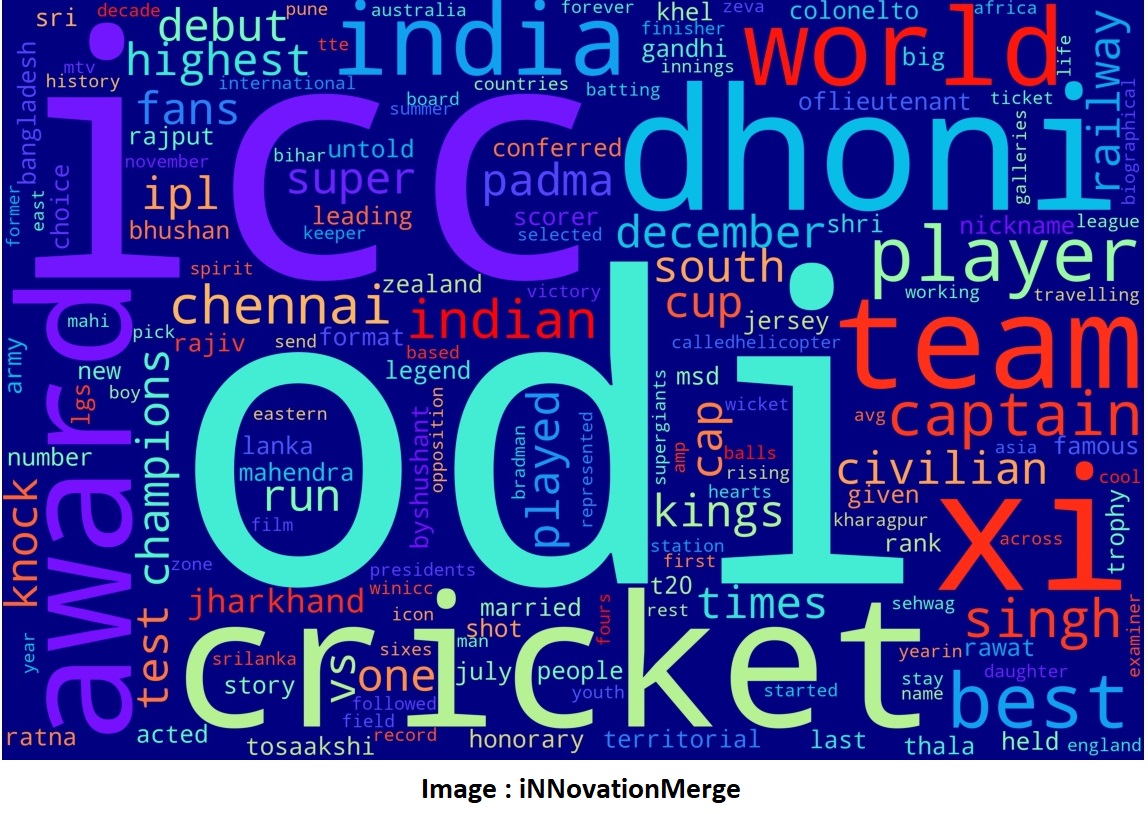 sri
decade
debut
pune
india
australia
forever
khel
zeva
colonelto
africa
world
mtv
highest
tte
finisher
gandhi
innings
big
life
railway
bangladesh
history
international
countries
board
summer
batting
icc
fans
dhoni
oflieutenant
ticket
galleries
biographical
rajput
november
bihar
untold
conferred
super
padma
choice
ipl
former
east
bhushan
leading
keeper
scorer
selected
december
shri
nickname
league
player
spirit
zealand
victory
south
working
travelling
award
mahi
chennai
indian
cup
jersey
team
army
pick
rajiv
send
format
based
legend
calledhelicopter
new
boy
lgs
champions
odi
msd
supergiants
cap
wicket
avg
captain
eastern
opposition
played
bradman
represented
amp
balls
rising
asia
famous
number
lanka
mahendra
run
film
byshushant
hearts
kings
civilian
given
cool
knock
kharagpur
xi
across
trophy
zone
station
first
rank
presidents
winicc
t20
rest
times
jharkhand
icon
married
shot
fours
sehwag
singh
examiner
test
cricket
year
srilanka
vs
sixes
man
one
july
people
youth
yearin
rawat
daughter
story
followed
field
started
stay
name
best
ratna
acted
tosaakshi
record
honorary
territorial
last
thala
held
england
Image : iNNovationMerge